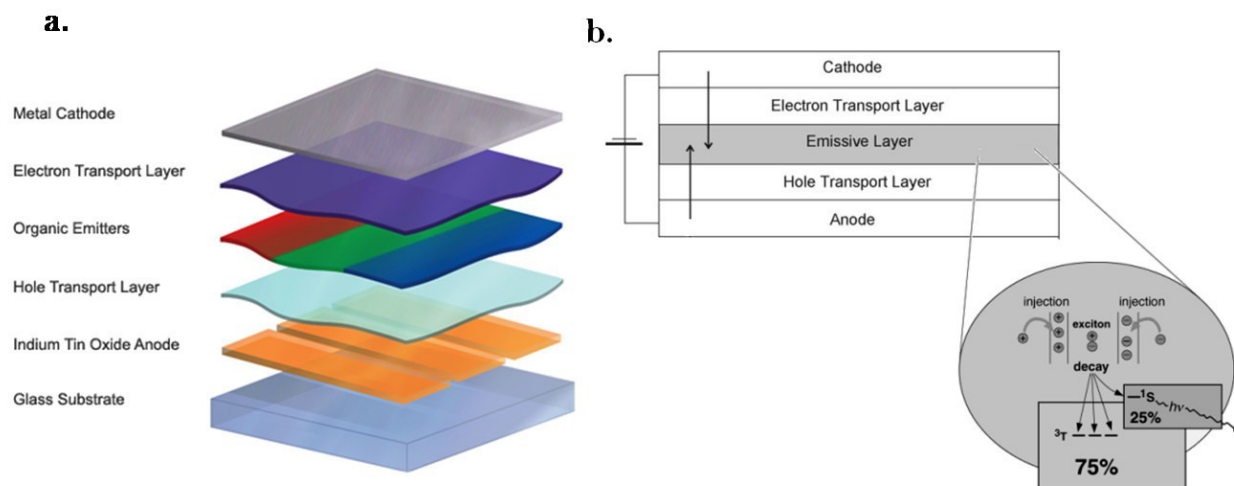 a.
Metal Cathode
Electron Transport Layer
Organic Emitters
Hole Transport Layer
Indium Tin Oxide Anode
Glass Substrate
b.
Cathode
Electron Transport Layer
Emissive Layer
Hole Transport Layer
Anode
injection injection
exciton
+ + + + + − − − − −
decay
¹S
hν
25%
³T
75%